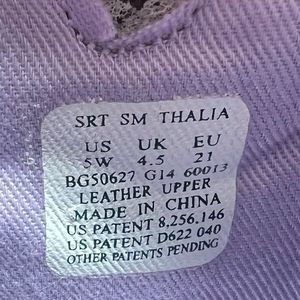 SRT SM THALIA
US UK EU
5W 4.5 21
BG50627 G14 60013
LEATHER UPPER
MADE IN CHINA
US PATENT 8,256,146
US PATENT D622 040
OTHER PATENTS PENDING